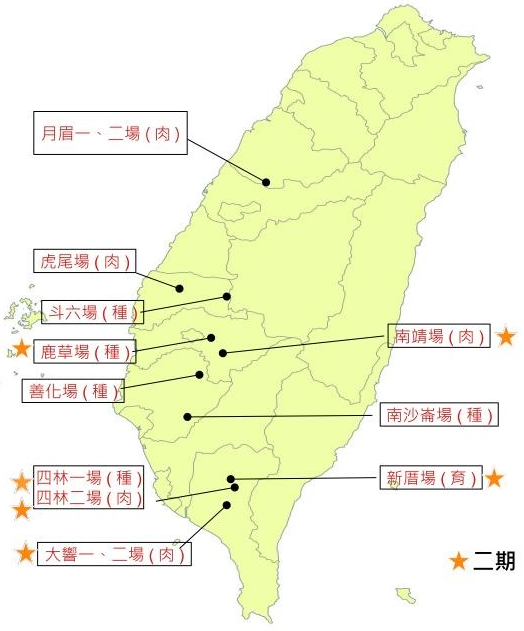 月眉一、二場(肉)
虎尾場(肉)
斗六場(種)
鹿草場(種)
南靖場(肉)
善化場(種)
南沙崙場(種)
四林一場(種)
四林二場(肉)
新厝場(育)
大響一、二場(肉)
二期